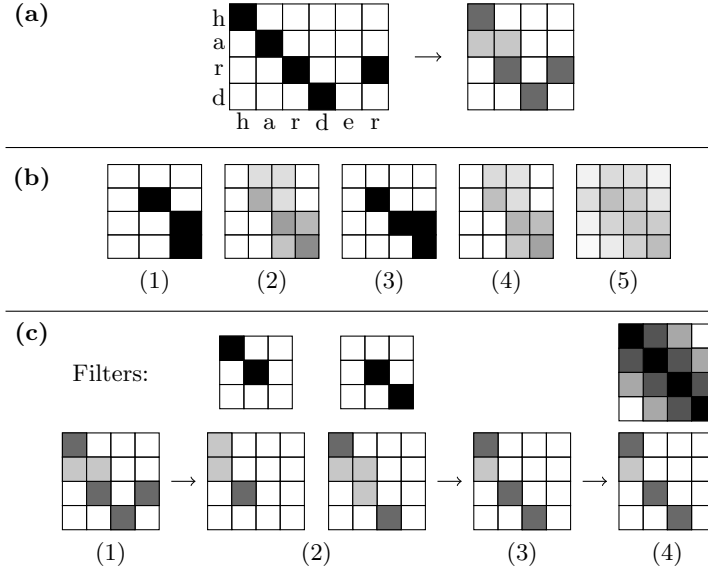 (a)
h
a
r
d
h a r d e r
→
(b)
(1) (2) (3) (4) (5)
(c)
Filters:
→ → →
(1) (2) (3) (4)